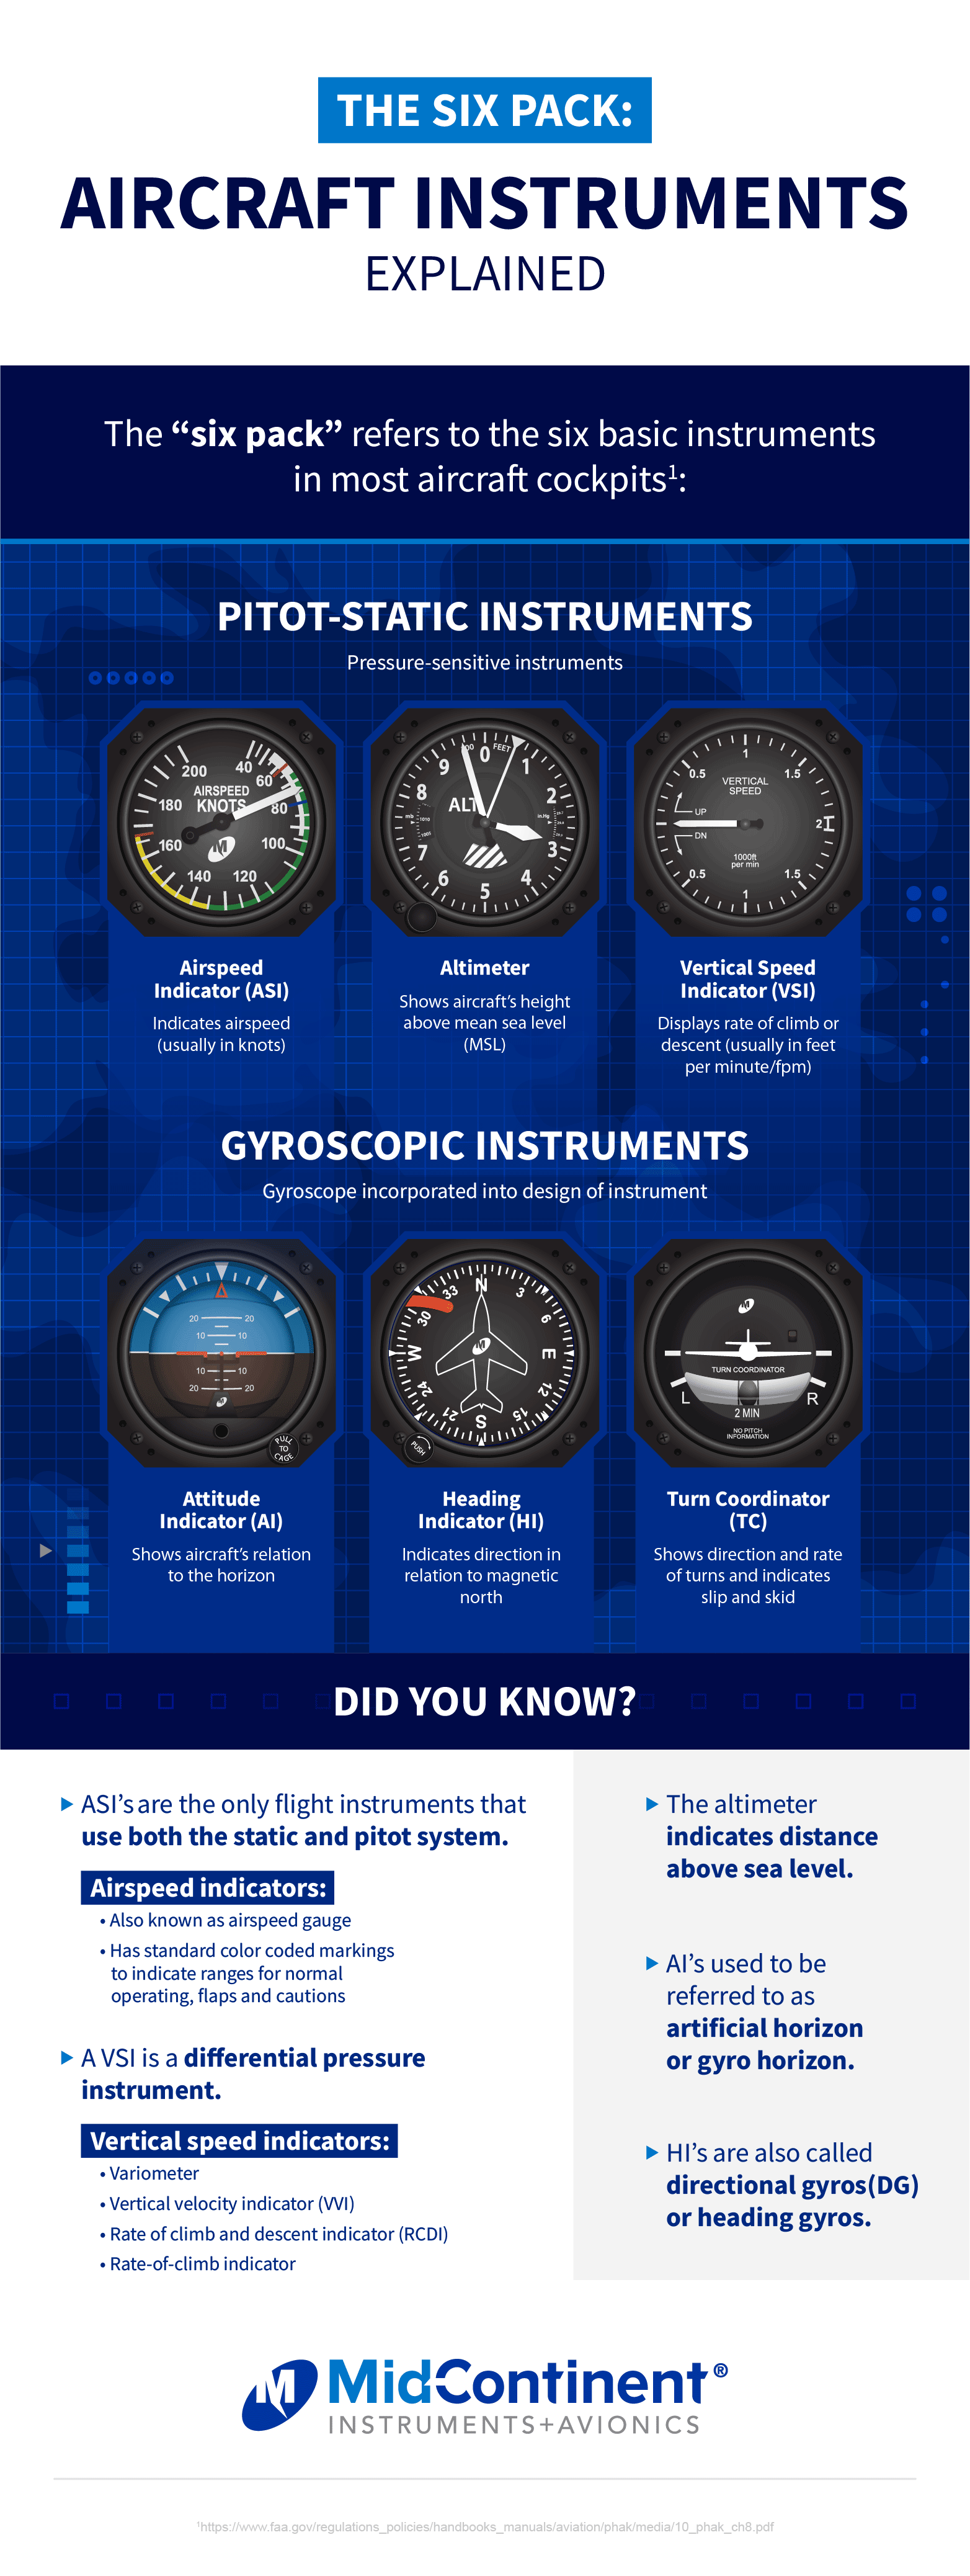 THE SIX PACK:
AIRCRAFT INSTRUMENTS
EXPLAINED
The “six pack” refers to the six basic instruments
in most aircraft cockpits¹:
PITOT-STATIC INSTRUMENTS
Pressure-sensitive instruments
200 40
60
AIRSPEED
KNOTS
180 80
160 100
140 120
0 FEET
9 1
8 2
ALT
mb in.Hg
7 3
6 4
5
1
0.5 1.5
VERTICAL
SPEED
UP
2
DN
1000ft
per min
0.5 1.5
1
Airspeed
Indicator (ASI)
Indicates airspeed
(usually in knots)
Altimeter
Shows aircraft’s height
above mean sea level
(MSL)
Vertical Speed
Indicator (VSI)
Displays rate of climb or
descent (usually in feet
per minute/fpm)
GYROSCOPIC INSTRUMENTS
Gyroscope incorporated into design of instrument
20 20
10 10
10 10
20 20
PULL
TO
CAGE
N
33 3
30 6
W E
24 12
21 15
S
PUSH
TURN COORDINATOR
L R
2 MIN
NO PITCH
INFORMATION
Attitude
Indicator (AI)
Shows aircraft’s relation
to the horizon
Heading
Indicator (HI)
Indicates direction in
relation to magnetic
north
Turn Coordinator
(TC)
Shows direction and rate
of turns and indicates
slip and skid
DID YOU KNOW?
ASI’s are the only flight instruments that
use both the static and pitot system.
Airspeed indicators:
• Also known as airspeed gauge
• Has standard color coded markings
to indicate ranges for normal
operating, flaps and cautions
A VSI is a differential pressure
instrument.
Vertical speed indicators:
• Variometer
• Vertical velocity indicator (VVI)
• Rate of climb and descent indicator (RCDI)
• Rate-of-climb indicator
The altimeter
indicates distance
above sea level.
AI’s used to be
referred to as
artificial horizon
or gyro horizon.
HI’s are also called
directional gyros(DG)
or heading gyros.
M MidContinent®
INSTRUMENTS+AVIONICS
¹https://www.faa.gov/regulations_policies/handbooks_manuals/aviation/phak/media/10_phak_ch8.pdf